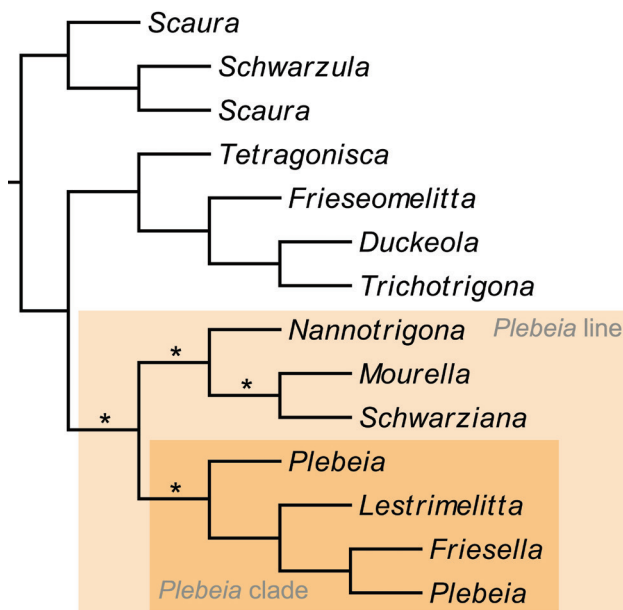 Scaura
Schwarzula
Scaura
Tetragonisca
Frieseomelitta
Duckeola
Trichotrigona
Nannotrigona
Plebeia line
*
Mourella
*
Schwarziana
*
Plebeia
*
Lestrimelitta
Friesella
Plebeia clade
Plebeia